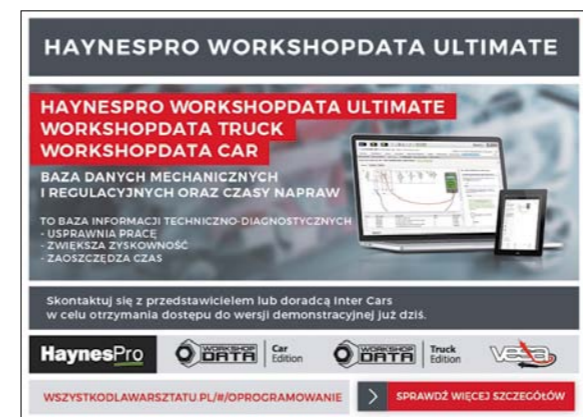 HAYNESPRO WORKSHOPDATA ULTIMATE
HAYNESPRO WORKSHOPDATA ULTIMATE
WORKSHOPDATA TRUCK
WORKSHOPDATA CAR
BAZA DANYCH MECHANICZNYCH
I REGULACYJNYCH ORAZ CZASY NAPRAW
TO BAZA INFORMACJI TECHNICZNO-DIAGNOSTYCZNYCH
- USPRAWNIA PRACĘ
- ZWIĘKSZA ZYSKOWNOŚĆ
- ZAOSZCZĘDZA CZAS
Skontaktuj się z przedstawicielem lub doradcą Inter Cars
w celu otrzymania dostępu do wersji demonstracyjnej już dziś.
HaynesPro
WORKSHOP
DATA
Car
Edition
WORKSHOP
DATA
Truck
Edition
vesa
WSZYSTKODLAWARSZTATU.PL/#/OPROGRAMOWANIE
> SPRAWDŹ WIĘCEJ SZCZEGÓŁÓW